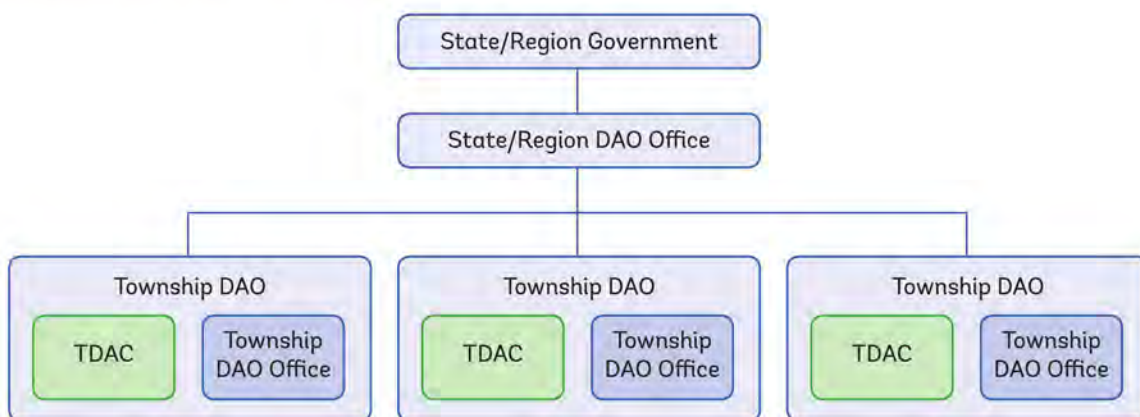 State/Region Government
State/Region DAO Office
Township DAO
TDAC
Township
DAO Office
Township DAO
TDAC
Township
DAO Office
Township DAO
TDAC
Township
DAO Office